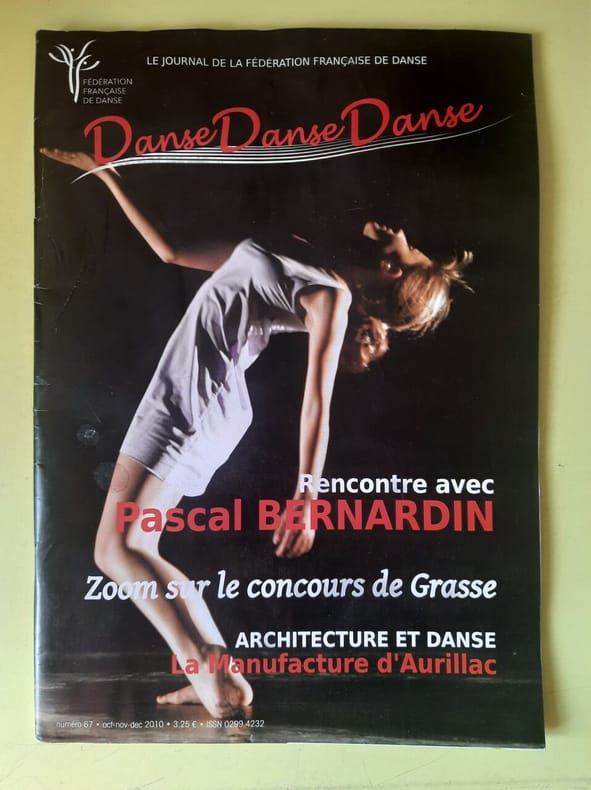 LE JOURNAL DE LA FÉDÉRATION FRANÇAISE DE DANSE
FÉDÉRATION
FRANÇAISE
DE DANSE
Danse Danse Danse
Rencontre avec
Pascal BERNARDIN
Zoom sur le concours de Grasse
ARCHITECTURE ET DANSE
La Manufacture d'Aurillac
numéro 67 • oct-nov-dec 2010 • 3,25 € • ISSN 0299 4232